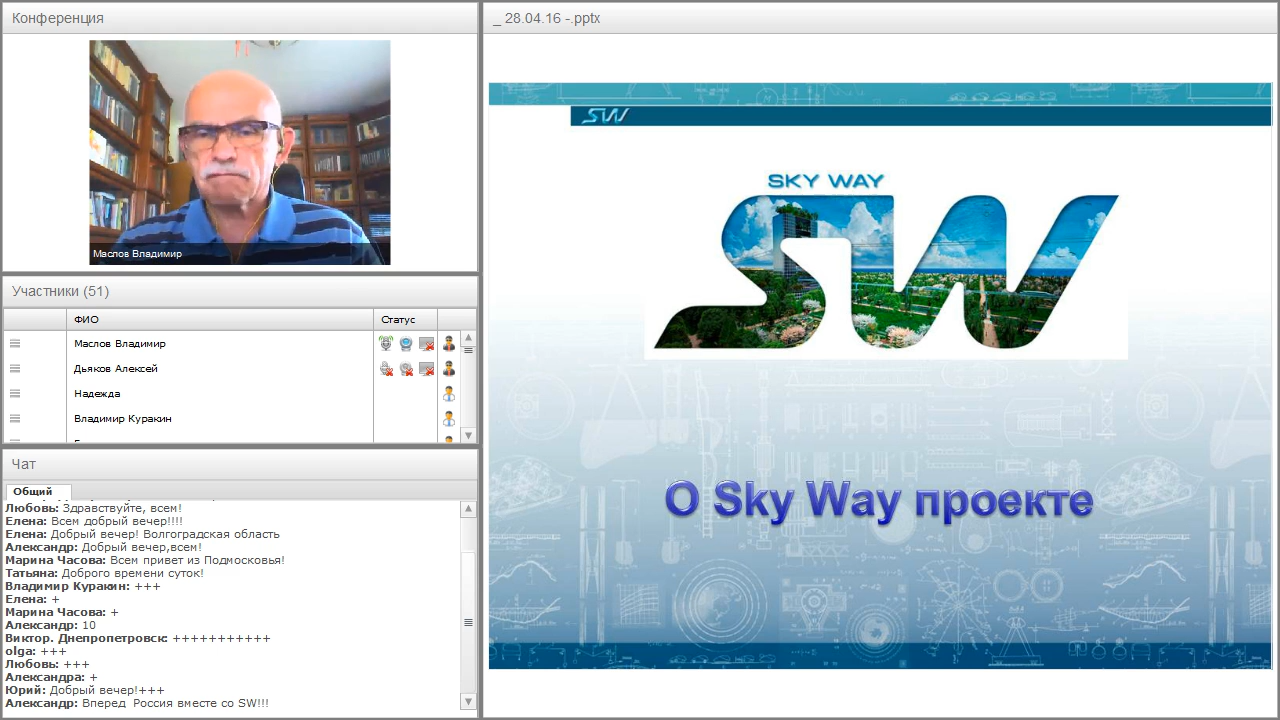 Конференция
Маслов Владимир
Участники (51)
ФИО
Статус
Маслов Владимир
Дьяков Алексей
Надежда
Владимир Куракин
Чат
Общий
Любовь: Здравствуйте, всем!
Елена: Всем добрый вечер!!!!
Елена: Добрый вечер! Волгоградская область
Александр: Добрый вечер,всем!
Марина Часова: Всем привет из Подмосковья!
Татьяна: Доброго времени суток!
Владимир Куракин: +++
Елена: +
Марина Часова: +
Александр: 10
Виктор. Днепропетровск: +++++++++++
olga: +++
Любовь: +++
Александра: +
Юрий: Добрый вечер!+++
Александр: Вперед  Россия вместе со SW!!!
_ 28.04.16 -.pptx
SW
SKY WAY
SW
О Sky Way проекте